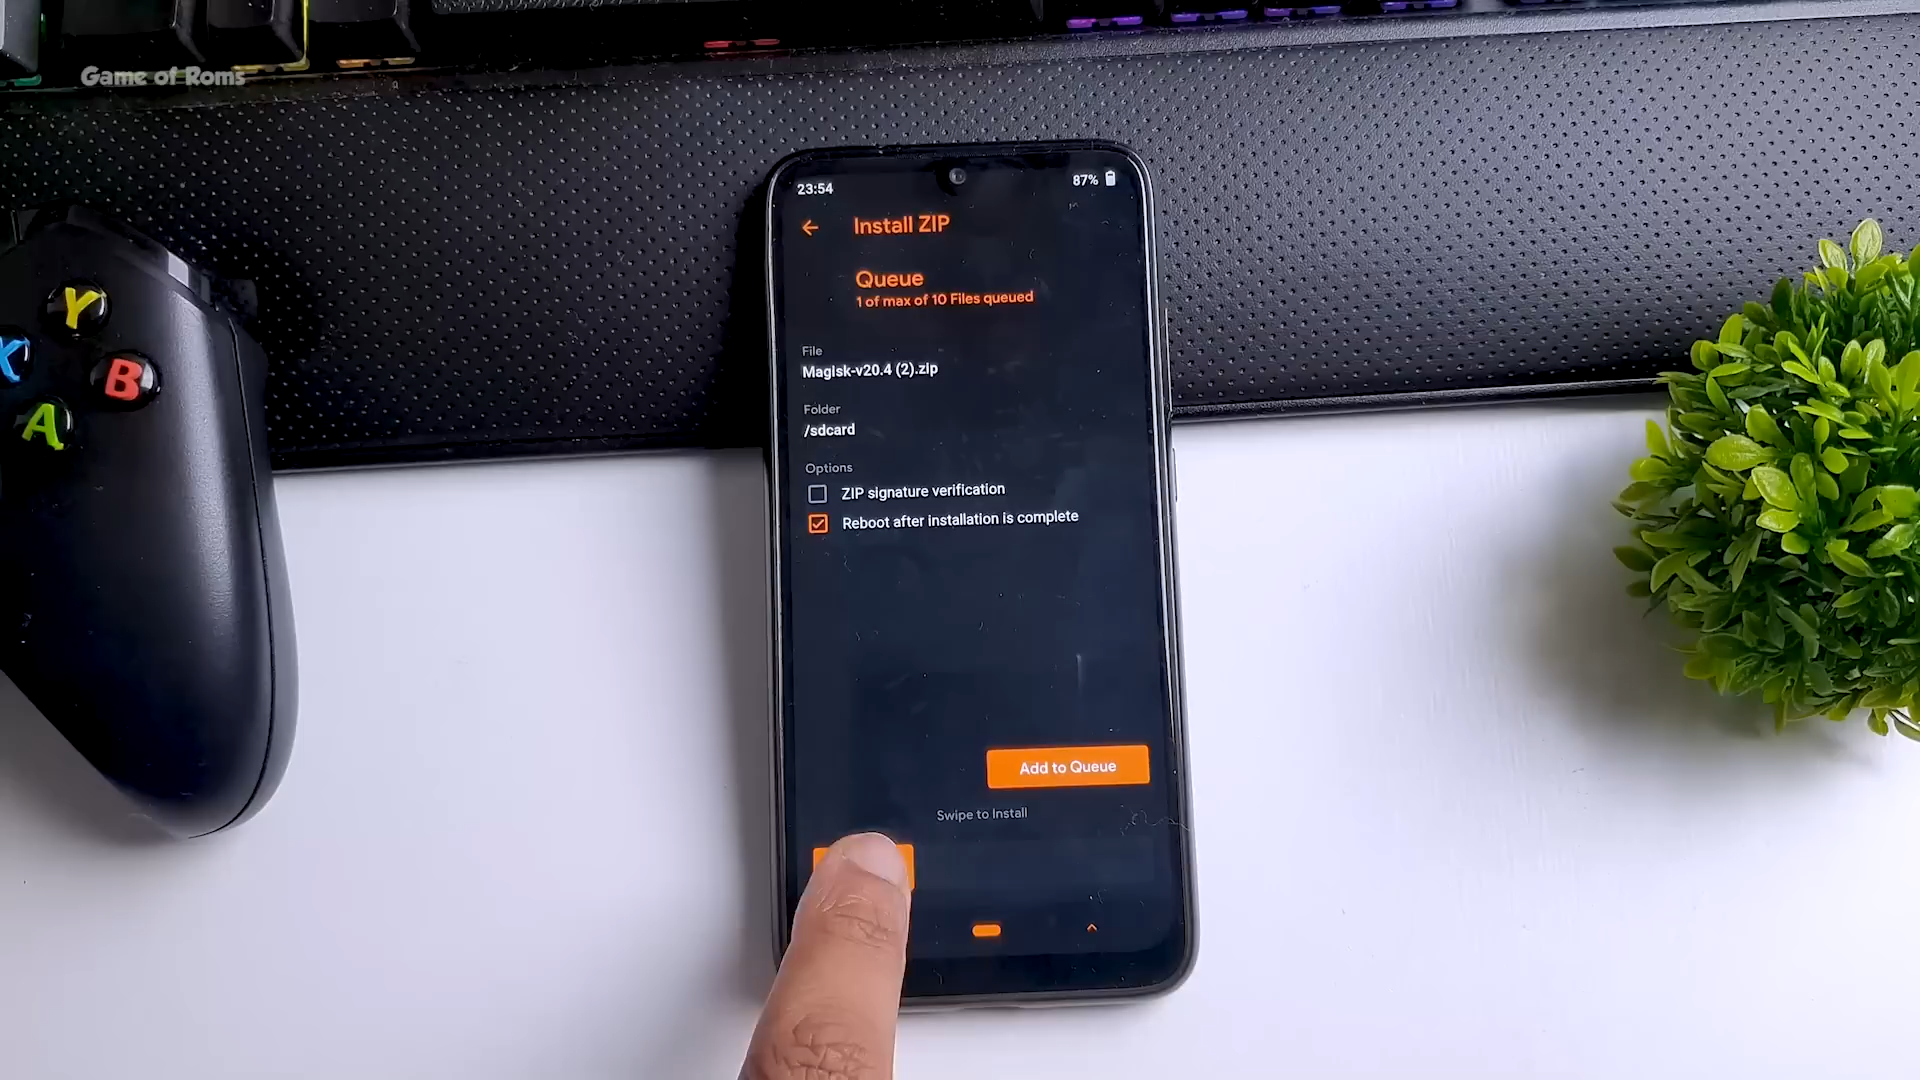 Game of Roms
23:54
87%
Install ZIP
Queue
1 of max of 10 Files queued
File
Magisk-v20.4 (2).zip
Folder
/sdcard
Options
ZIP signature verification
Reboot after installation is complete
Add to Queue
Swipe to Install
Y
X
B
A